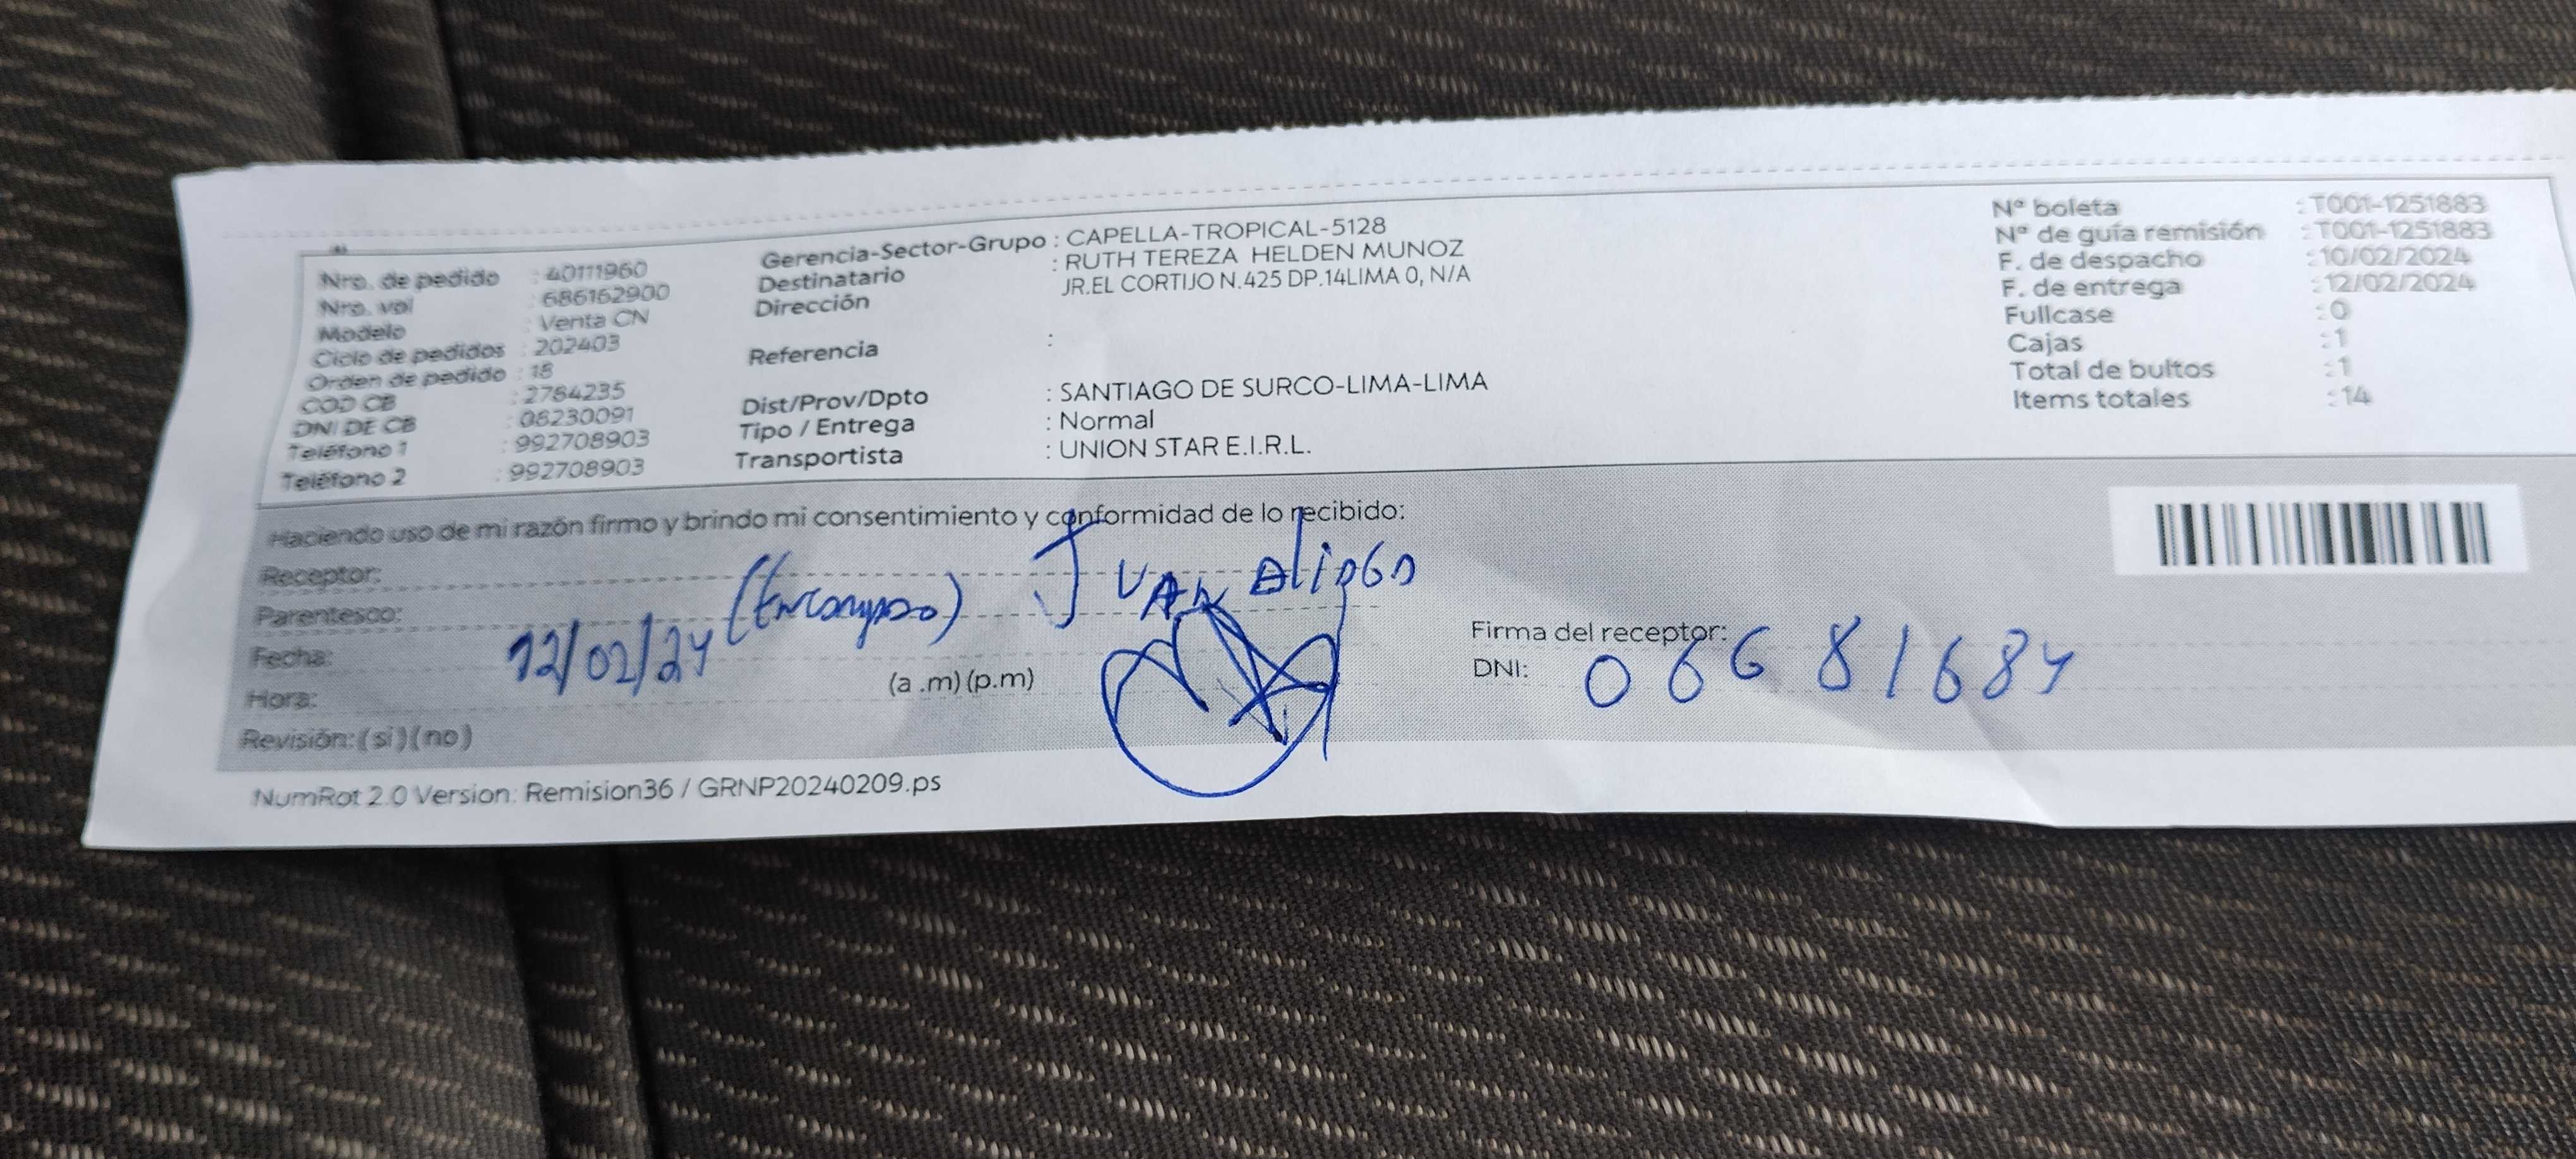 Nro. de pedido : 40111960
Nro. vol : 686162900
Modelo : Venta CN
Ciclo de pedidos : 202403
Orden de pedido : 18
COD CB : 2784235
DNI DE CB : 08230091
Teléfono 1 : 992708903
Teléfono 2 : 992708903
Gerencia-Sector-Grupo : CAPELLA-TROPICAL-5128
Destinatario : RUTH TEREZA HELDEN MUNOZ
Dirección JR.EL CORTIJO N.425 DP.14LIMA 0, N/A
Referencia :
Dist/Prov/Dpto : SANTIAGO DE SURCO-LIMA-LIMA
Tipo / Entrega : Normal
Transportista : UNION STAR E.I.R.L.
Nº boleta : T001-1251883
Nº de guía remisión : T001-1251883
F. de despacho : 10/02/2024
F. de entrega : 12/02/2024
Fullcase : 0
Cajas : 1
Total de bultos : 1
Items totales : 14
Haciendo uso de mi razón firmo y brindo mi consentimiento y conformidad de lo recibido:
Receptor: JUAN
Parentesco:
Fecha: 12/02/24
Hora: (a .m) (p.m)
Revisión: (si) (no)
Firma del receptor:
DNI: 06681684
NumRot 2.0 Version: Remision36 / GRNP20240209.ps